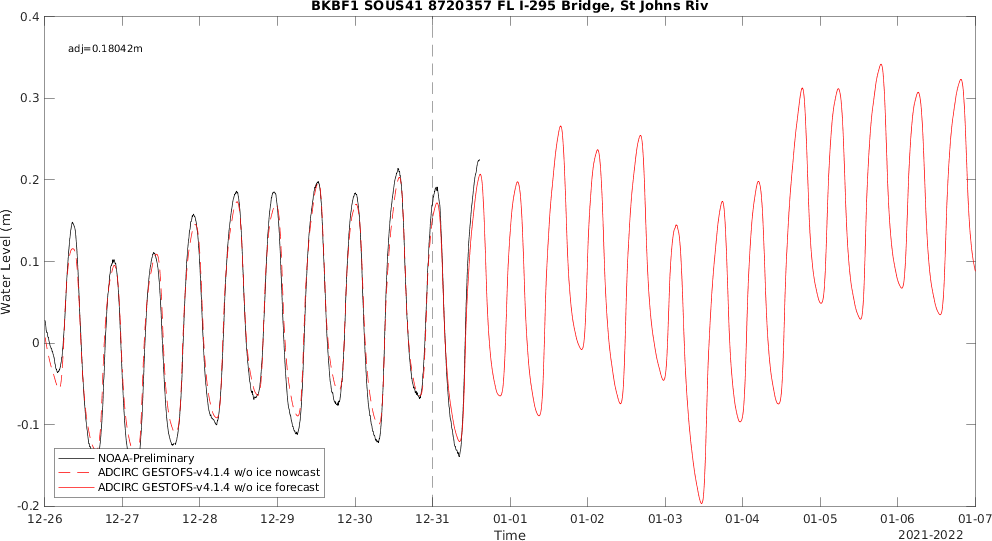 BKBF1 SOUS41 8720357 FL I-295 Bridge, St Johns Riv
adj=0.18042m
Water Level (m)
0.4
0.3
0.2
0.1
0
-0.1
-0.2
NOAA-Preliminary
ADCIRC GESTOFS-v4.1.4 w/o ice nowcast
ADCIRC GESTOFS-v4.1.4 w/o ice forecast
12-26 12-27 12-28 12-29 12-30 12-31 01-01 01-02 01-03 01-04 01-05 01-06 01-07
Time
2021-2022